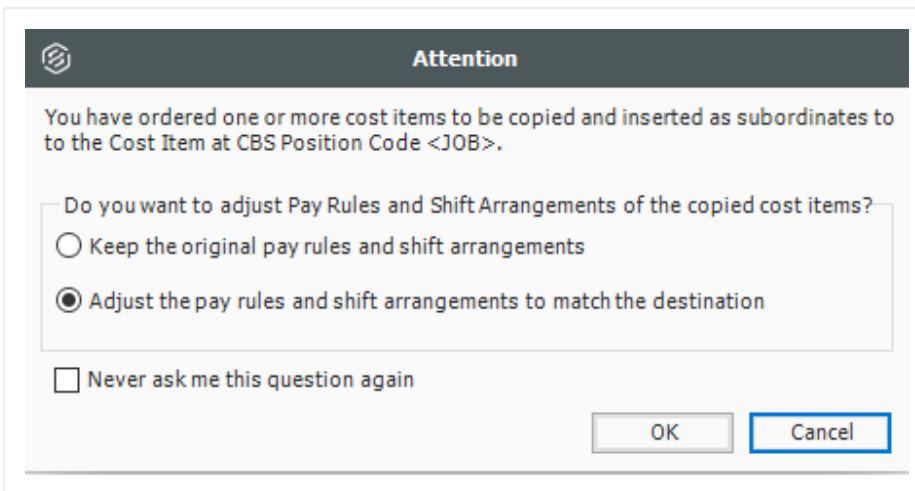 Attention
You have ordered one or more cost items to be copied and inserted as subordinates to
to the Cost Item at CBS Position Code <JOB>.
Do you want to adjust Pay Rules and Shift Arrangements of the copied cost items?
Keep the original pay rules and shift arrangements
Adjust the pay rules and shift arrangements to match the destination
Never ask me this question again
OK Cancel